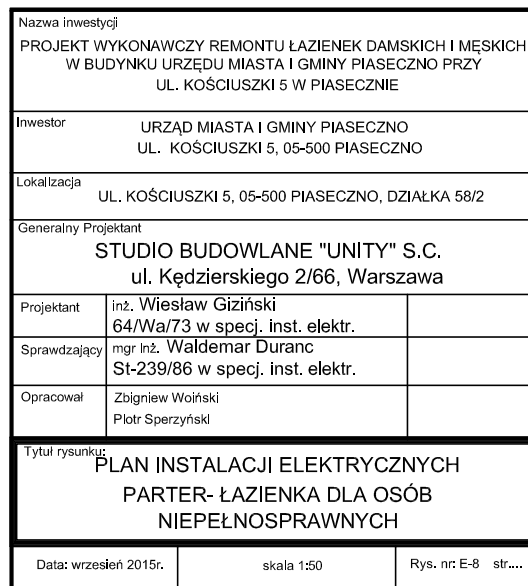 Nazwa inwestycji
PROJEKT WYKONAWCZY REMONTU ŁAZIENEK DAMSKICH I MĘSKICH
W BUDYNKU URZĘDU MIASTA I GMINY PIASECZNO PRZY
UL. KOŚCIUSZKI 5 W PIASECZNIE
Inwestor
URZĄD MIASTA I GMINY PIASECZNO
UL. KOŚCIUSZKI 5, 05-500 PIASECZNO
Lokalizacja
UL. KOŚCIUSZKI 5, 05-500 PIASECZNO, DZIAŁKA 58/2
Generalny Projektant
STUDIO BUDOWLANE "UNITY" S.C.
ul. Kędzierskiego 2/66, Warszawa
Projektant inż. Wiesław Giziński
64/Wa/73 w specj. inst. elektr.
Sprawdzający mgr inż. Waldemar Duranc
St-239/86 w specj. inst. elektr.
Opracował Zbigniew Woiński
Piotr Sperzyński
Tytuł rysunku:
PLAN INSTALACJI ELEKTRYCZNYCH
PARTER- ŁAZIENKA DLA OSÓB
NIEPEŁNOSPRAWNYCH
Data: wrzesień 2015r. skala 1:50 Rys. nr: E-8 str....